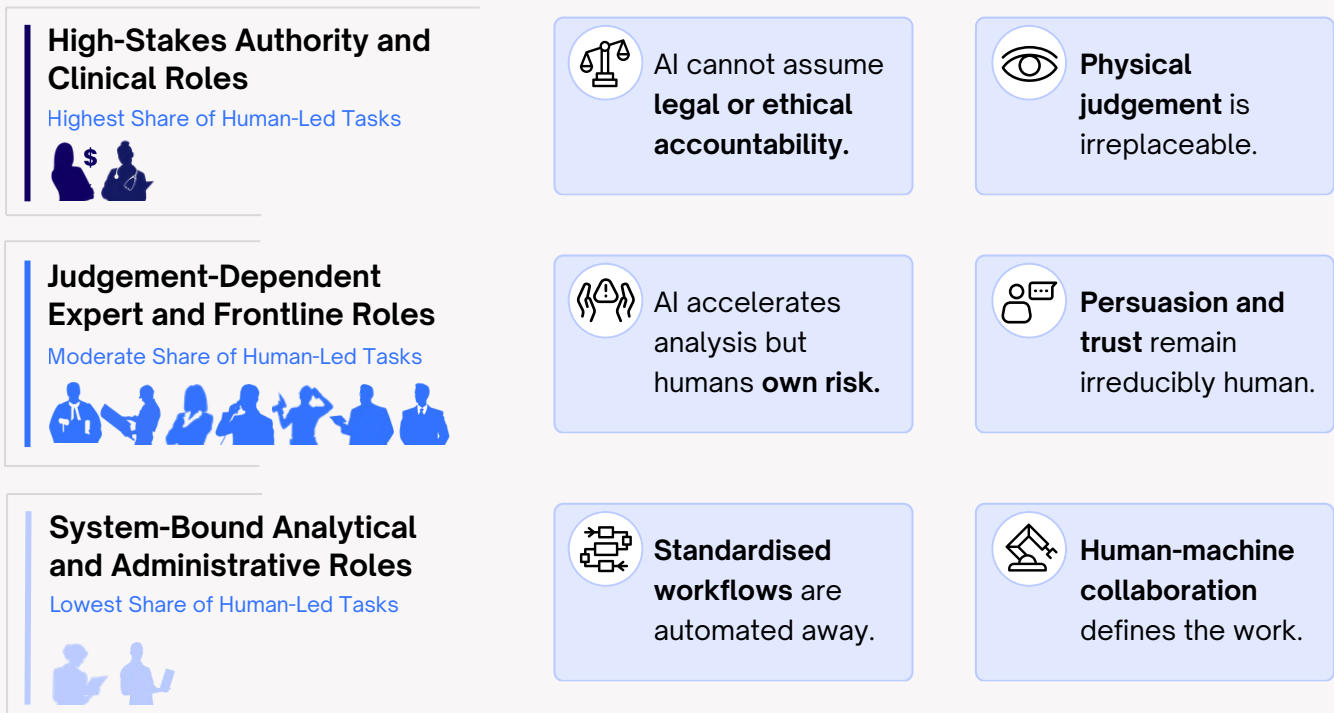 High-Stakes Authority and
Clinical Roles
Highest Share of Human-Led Tasks
$
AI cannot assume
legal or ethical
accountability.
Physical
judgement is
irreplaceable.
Judgement-Dependent
Expert and Frontline Roles
Moderate Share of Human-Led Tasks
AI accelerates
analysis but
humans own risk.
Persuasion and
trust remain
irreducibly human.
System-Bound Analytical
and Administrative Roles
Lowest Share of Human-Led Tasks
Standardised
workflows are
automated away.
Human-machine
collaboration
defines the work.